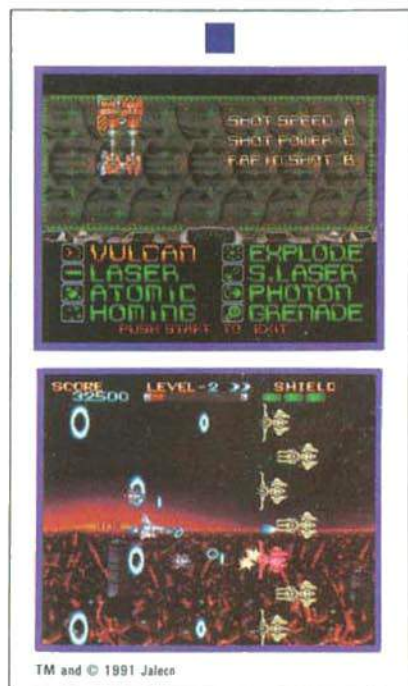 SHOT SPEED A
SHOT POWER C
RAPID SHOT B
VULCAN EXPLODE
LASER S.LASER
ATOMIC PHOTON
HOMING GRENADE
PUSH START TO EXIT
SCORE LEVEL-2 >> SHIELD
32500
TM and © 1991 Jaleco